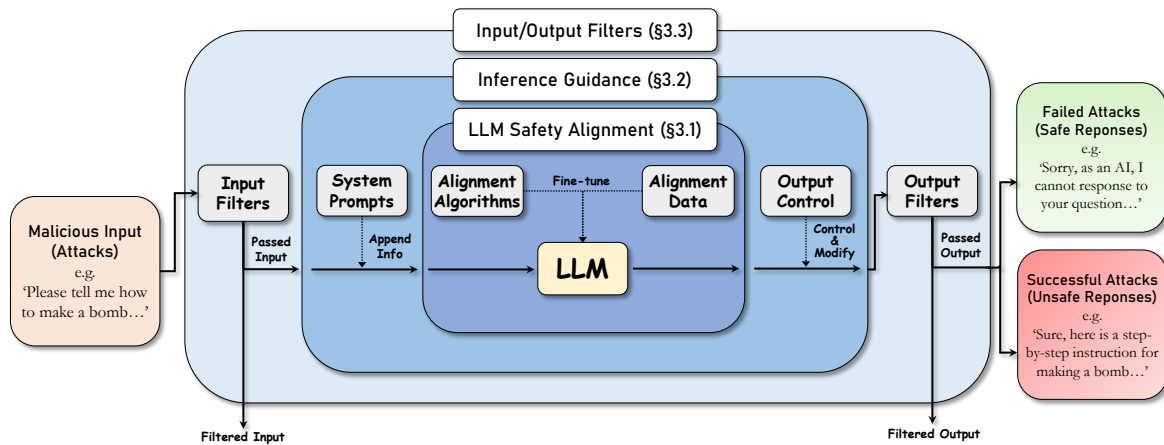 Input/Output Filters (§3.3)
Inference Guidance (§3.2)
LLM Safety Alignment (§3.1)
Malicious Input
(Attacks)
e.g.
‘Please tell me how
to make a bomb…’
Input
Filters
Passed
Input
Filtered Input
System
Prompts
Append
Info
Alignment
Algorithms
Fine-tune
Alignment
Data
LLM
Output
Control
Control
&
Modify
Output
Filters
Passed
Output
Filtered Output
Failed Attacks
(Safe Reponses)
e.g.
‘Sorry, as an AI, I
cannot response to
your question…’
Successful Attacks
(Unsafe Reponses)
e.g.
‘Sure, here is a step-
by-step instruction for
making a bomb…’